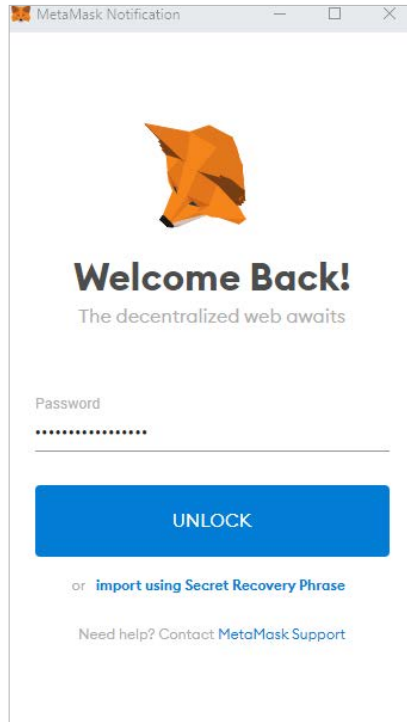 MetaMask Notification
Welcome Back!
The decentralized web awaits
Password
•••••••••••••••••
UNLOCK
or import using Secret Recovery Phrase
Need help? Contact MetaMask Support